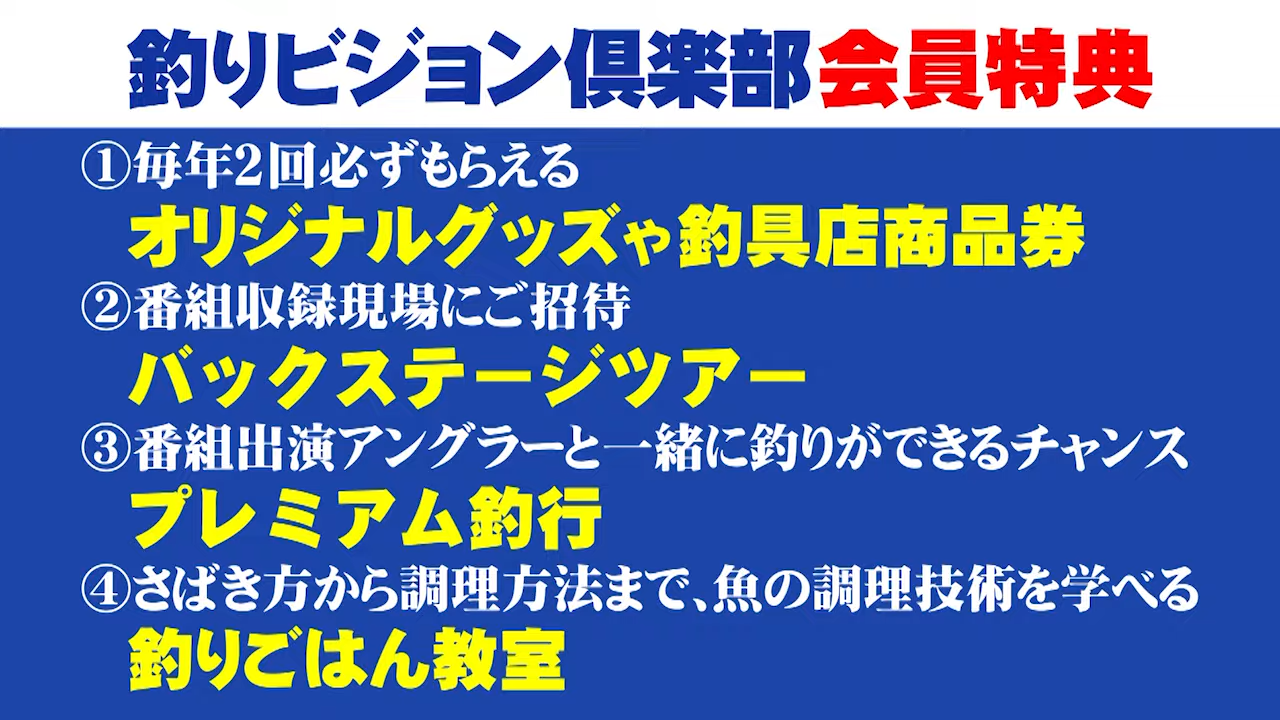 釣りビジョン倶楽部会員特典
①毎年2回必ずもらえる
オリジナルグッズや釣具店商品券
②番組収録現場にご招待
バックステージツアー
③番組出演アングラーと一緒に釣りができるチャンス
プレミアム釣行
④さばき方から調理方法まで、魚の調理技術を学べる
釣りごはん教室